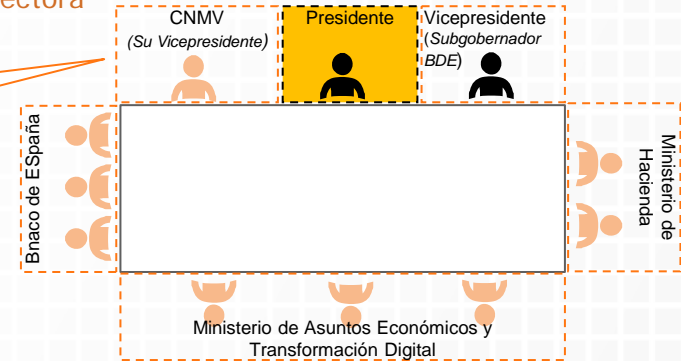 ectora
CNMV
(Su Vicepresidente)
Presidente
Vicepresidente
(Subgobernador
BDE)
Bnaco de ESpaña
Ministerio de
Hacienda
Ministerio de Asuntos Económicos y
Transformación Digital